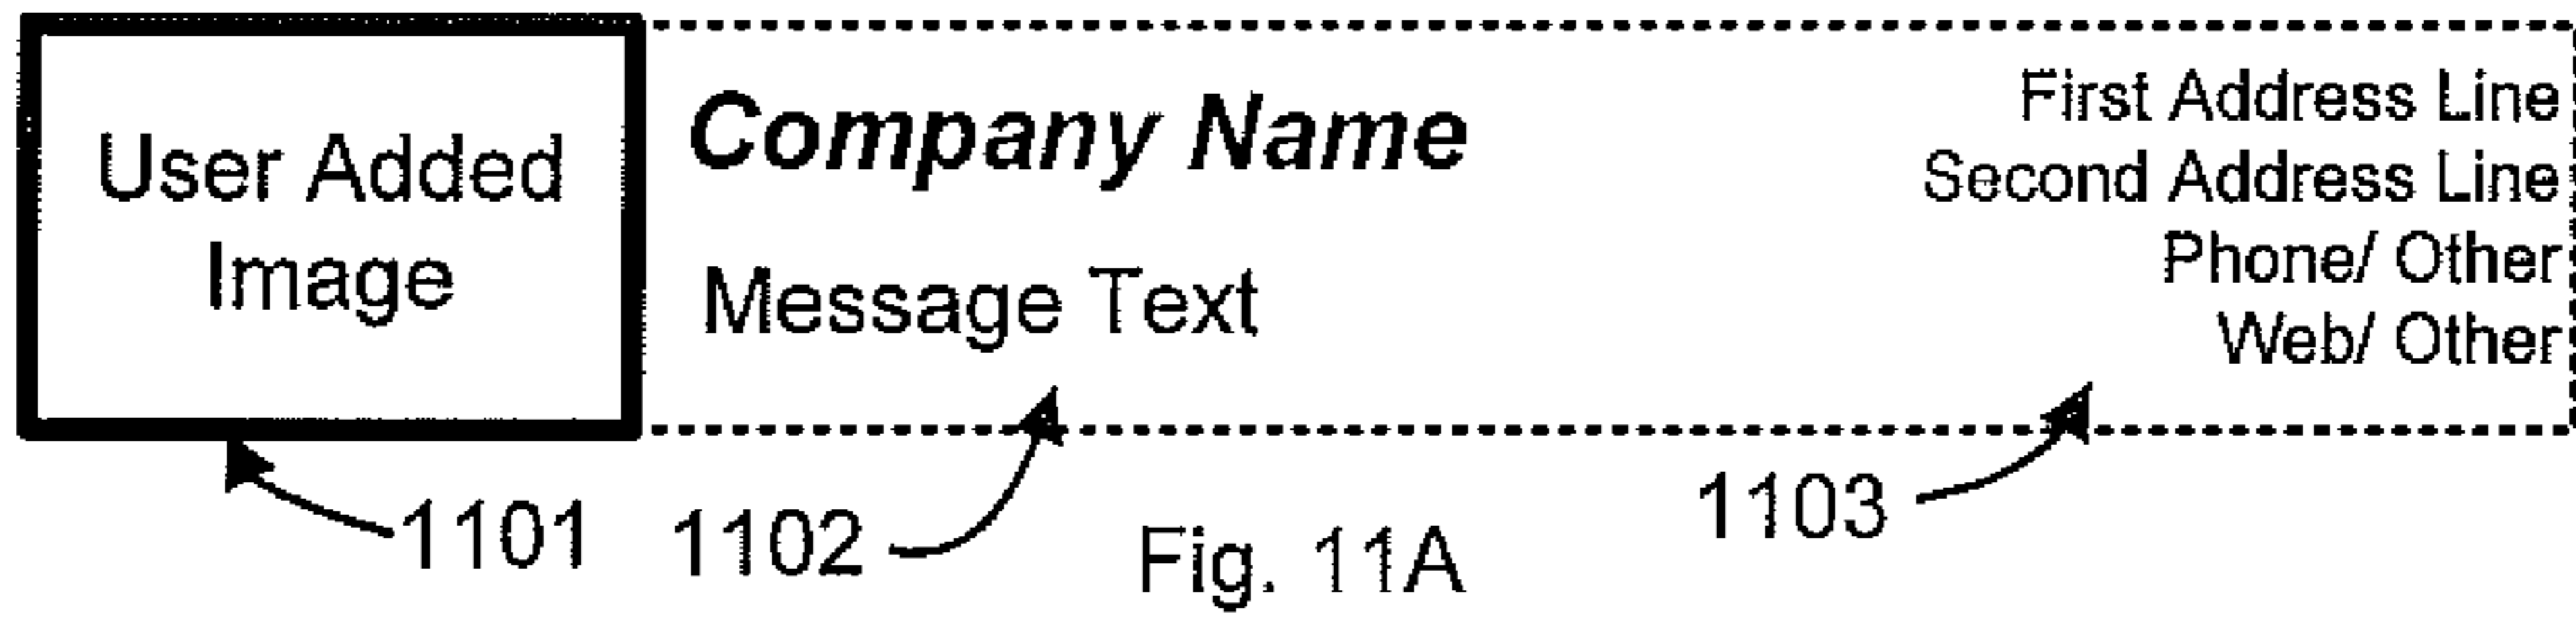 User Added
Image
Company Name
Message Text
First Address Line
Second Address Line
Phone/ Other
Web/ Other
1101
1102
1103
Fig. 11A